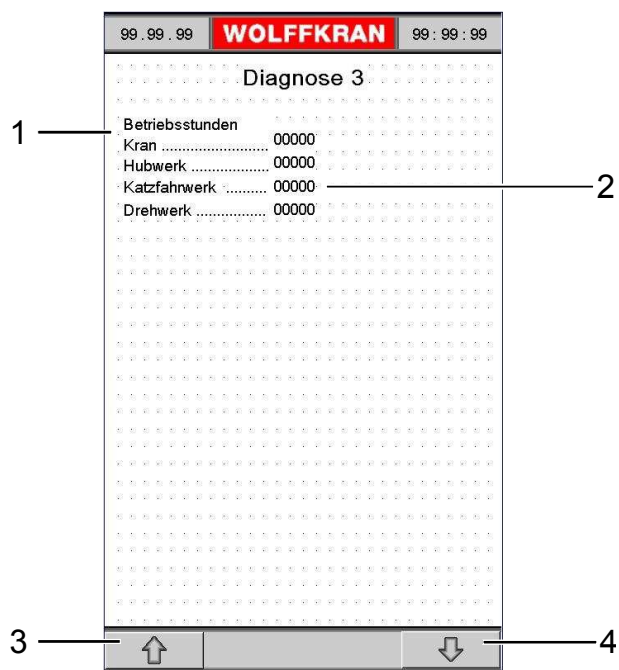 99.99.99 WOLFFKRAN 99:99:99
Diagnose 3
1
Betriebsstunden
Kran ......................... 00000
Hubwerk ..................... 00000
Katzfahrwerk .......... 00000
2
Drehwerk ................. 00000
3
4